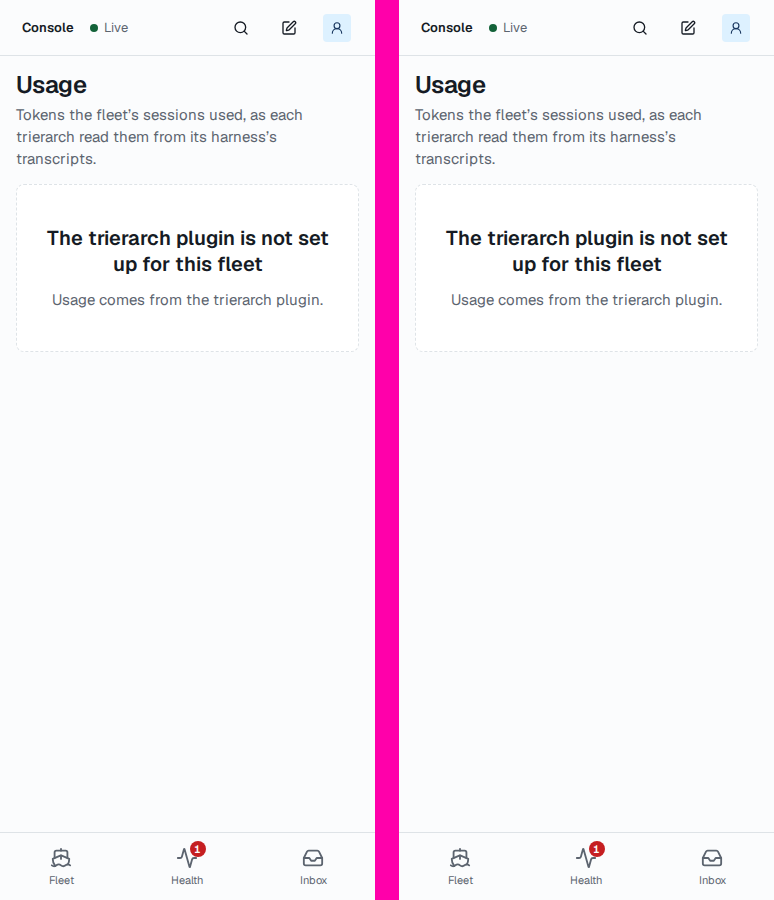 Console Live
Usage
Tokens the fleet’s sessions used, as each
trierarch read them from its harness’s
transcripts.
The trierarch plugin is not set
up for this fleet
Usage comes from the trierarch plugin.
1
Fleet Health Inbox
Console Live
Usage
Tokens the fleet’s sessions used, as each
trierarch read them from its harness’s
transcripts.
The trierarch plugin is not set
up for this fleet
Usage comes from the trierarch plugin.
1
Fleet Health Inbox